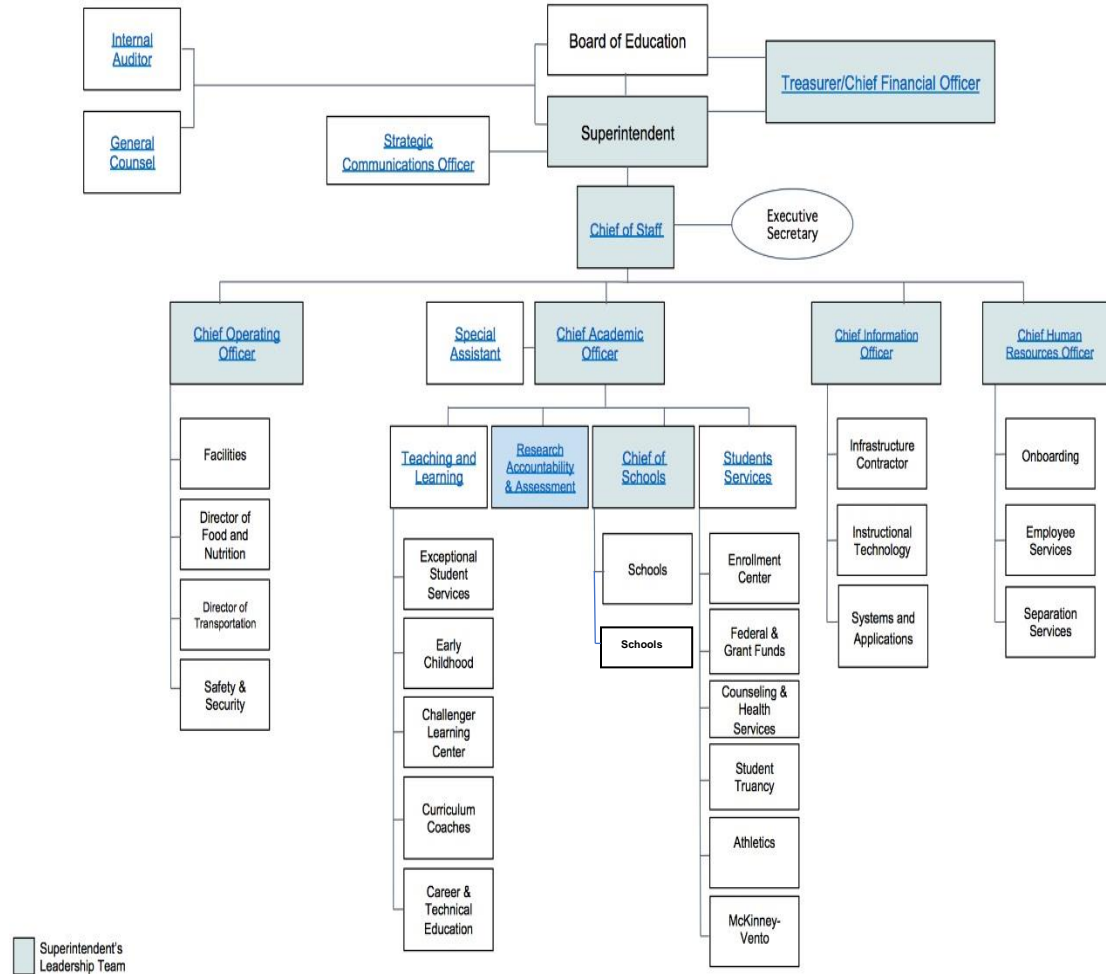 Internal
Auditor
Board of Education
Treasurer/Chief Financial Officer
General
Counsel
Strategic
Communications Officer
Superintendent
Chief of Staff
Executive
Secretary
Chief Operating
Officer
Special
Assistant
Chief Academic
Officer
Chief Information
Officer
Chief Human
Resources Officer
Facilities
Director of
Food and
Nutrition
Director of
Transportation
Safety &
Security
Teaching and
Learning
Research
Accountability
& Assessment
Chief of
Schools
Students
Services
Exceptional
Student
Services
Early
Childhood
Challenger
Learning
Center
Curriculum
Coaches
Career &
Technical
Education
Schools
Schools
Enrollment
Center
Federal &
Grant Funds
Counseling &
Health
Services
Student
Truancy
Athletics
McKinney-
Vento
Infrastructure
Contractor
Instructional
Technology
Systems and
Applications
Onboarding
Employee
Services
Separation
Services
Superintendent's
Leadership Team